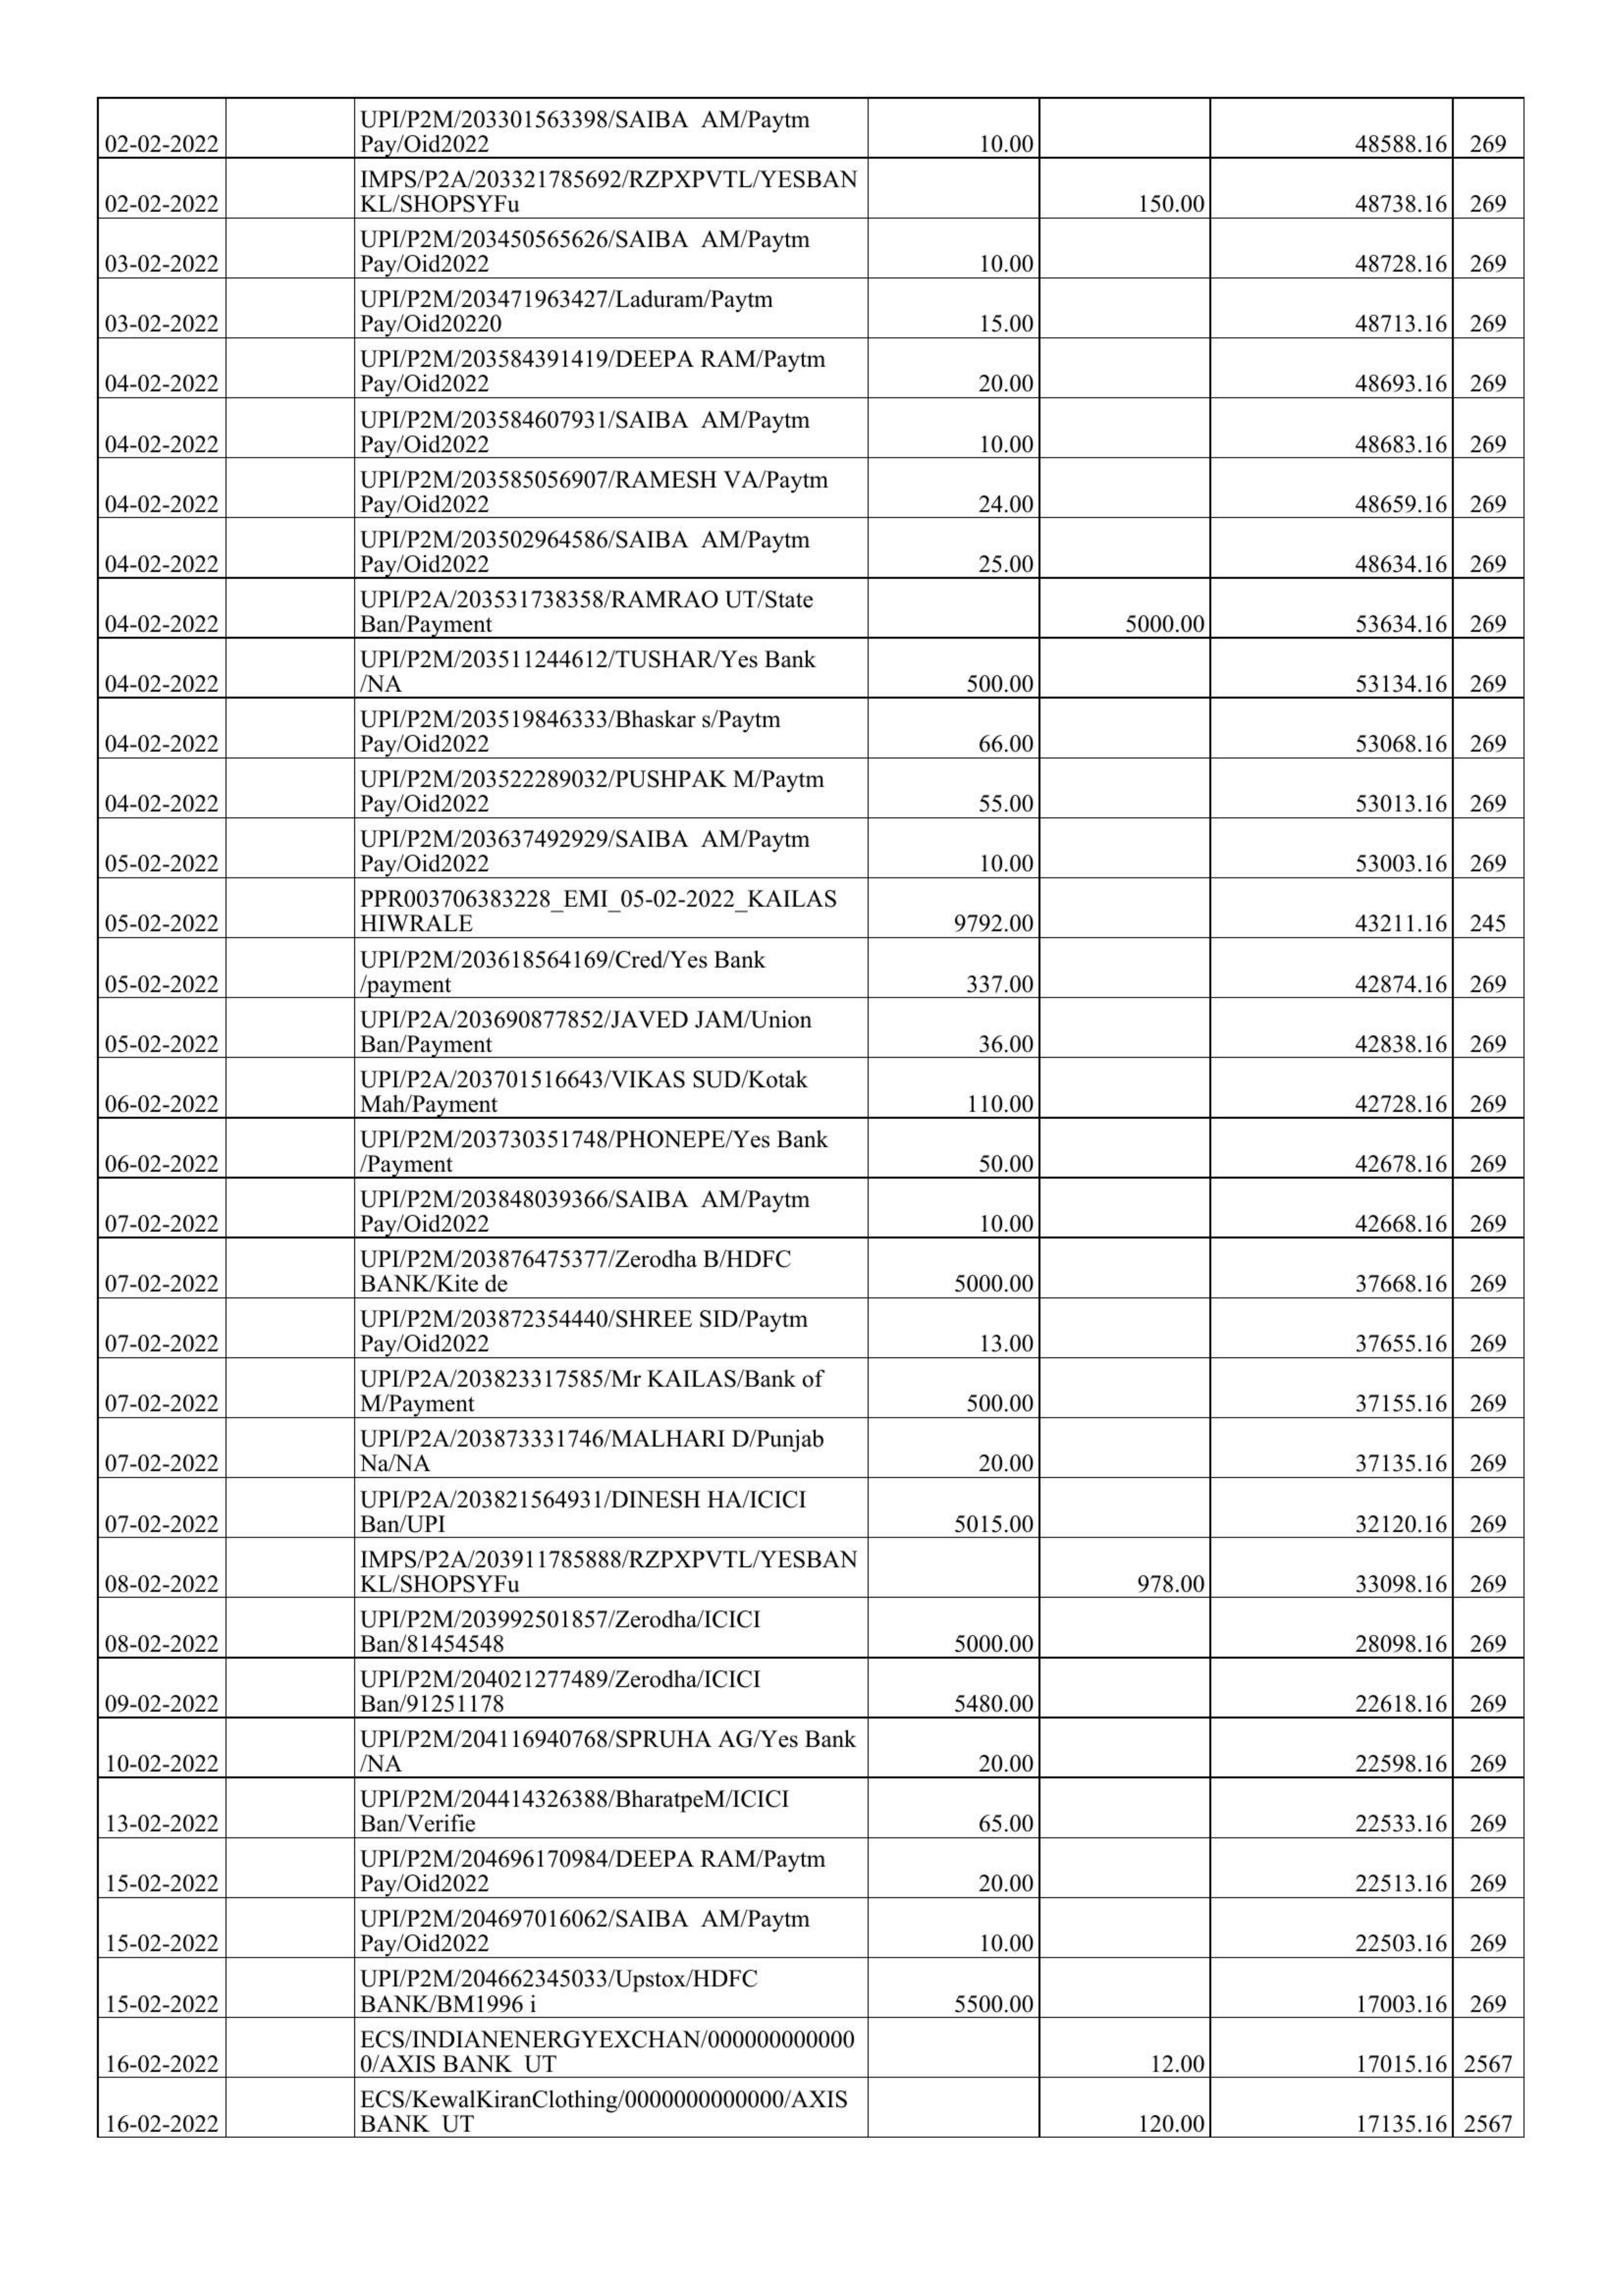 UPI/P2M/203301563398/SAIBA  AM/Paytm
02-02-2022 Pay/Oid2022 10.00 48588.16 269
IMPS/P2A/203321785692/RZPXPVTL/YESBAN
02-02-2022 KL/SHOPSYFu 150.00 48738.16 269
UPI/P2M/203450565626/SAIBA  AM/Paytm
03-02-2022 Pay/Oid2022 10.00 48728.16 269
UPI/P2M/203471963427/Laduram/Paytm
03-02-2022 Pay/Oid20220 15.00 48713.16 269
UPI/P2M/203584391419/DEEPA RAM/Paytm
04-02-2022 Pay/Oid2022 20.00 48693.16 269
UPI/P2M/203584607931/SAIBA  AM/Paytm
04-02-2022 Pay/Oid2022 10.00 48683.16 269
UPI/P2M/203585056907/RAMESH VA/Paytm
04-02-2022 Pay/Oid2022 24.00 48659.16 269
UPI/P2M/203502964586/SAIBA  AM/Paytm
04-02-2022 Pay/Oid2022 25.00 48634.16 269
UPI/P2A/203531738358/RAMRAO UT/State
04-02-2022 Ban/Payment 5000.00 53634.16 269
UPI/P2M/203511244612/TUSHAR/Yes Bank
04-02-2022 /NA 500.00 53134.16 269
UPI/P2M/203519846333/Bhaskar s/Paytm
04-02-2022 Pay/Oid2022 66.00 53068.16 269
UPI/P2M/203522289032/PUSHPAK M/Paytm
04-02-2022 Pay/Oid2022 55.00 53013.16 269
UPI/P2M/203637492929/SAIBA  AM/Paytm
05-02-2022 Pay/Oid2022 10.00 53003.16 269
PPR003706383228_EMI_05-02-2022_KAILAS
05-02-2022 HIWRALE 9792.00 43211.16 245
UPI/P2M/203618564169/Cred/Yes Bank
05-02-2022 /payment 337.00 42874.16 269
UPI/P2A/203690877852/JAVED JAM/Union
05-02-2022 Ban/Payment 36.00 42838.16 269
UPI/P2A/203701516643/VIKAS SUD/Kotak
06-02-2022 Mah/Payment 110.00 42728.16 269
UPI/P2M/203730351748/PHONEPE/Yes Bank
06-02-2022 /Payment 50.00 42678.16 269
UPI/P2M/203848039366/SAIBA  AM/Paytm
07-02-2022 Pay/Oid2022 10.00 42668.16 269
UPI/P2M/203876475377/Zerodha B/HDFC
07-02-2022 BANK/Kite de 5000.00 37668.16 269
UPI/P2M/203872354440/SHREE SID/Paytm
07-02-2022 Pay/Oid2022 13.00 37655.16 269
UPI/P2A/203823317585/Mr KAILAS/Bank of
07-02-2022 M/Payment 500.00 37155.16 269
UPI/P2A/203873331746/MALHARI D/Punjab
07-02-2022 Na/NA 20.00 37135.16 269
UPI/P2A/203821564931/DINESH HA/ICICI
07-02-2022 Ban/UPI 5015.00 32120.16 269
IMPS/P2A/203911785888/RZPXPVTL/YESBAN
08-02-2022 KL/SHOPSYFu 978.00 33098.16 269
UPI/P2M/203992501857/Zerodha/ICICI
08-02-2022 Ban/81454548 5000.00 28098.16 269
UPI/P2M/204021277489/Zerodha/ICICI
09-02-2022 Ban/91251178 5480.00 22618.16 269
UPI/P2M/204116940768/SPRUHA AG/Yes Bank
10-02-2022 /NA 20.00 22598.16 269
UPI/P2M/204414326388/BharatpeM/ICICI
13-02-2022 Ban/Verifie 65.00 22533.16 269
UPI/P2M/204696170984/DEEPA RAM/Paytm
15-02-2022 Pay/Oid2022 20.00 22513.16 269
UPI/P2M/204697016062/SAIBA  AM/Paytm
15-02-2022 Pay/Oid2022 10.00 22503.16 269
UPI/P2M/204662345033/Upstox/HDFC
15-02-2022 BANK/BM1996 i 5500.00 17003.16 269
ECS/INDIANENERGYEXCHAN/000000000000
16-02-2022 0/AXIS BANK  UT 12.00 17015.16 2567
ECS/KewalKiranClothing/0000000000000/AXIS
16-02-2022 BANK  UT 120.00 17135.16 2567